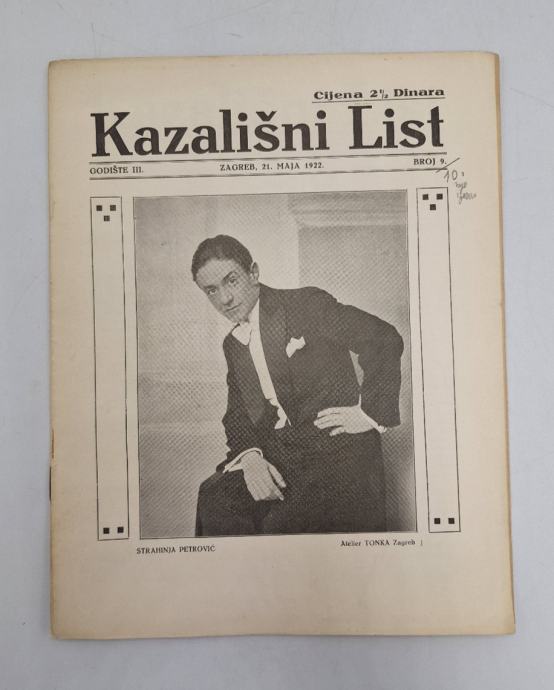 Cijena 2½ Dinara
Kazališni List
GODIŠTE III. ZAGREB, 21. MAJA 1922. BROJ 9.
10.
STRAHINJA PETROVIĆ Atelier TONKA Zagreb